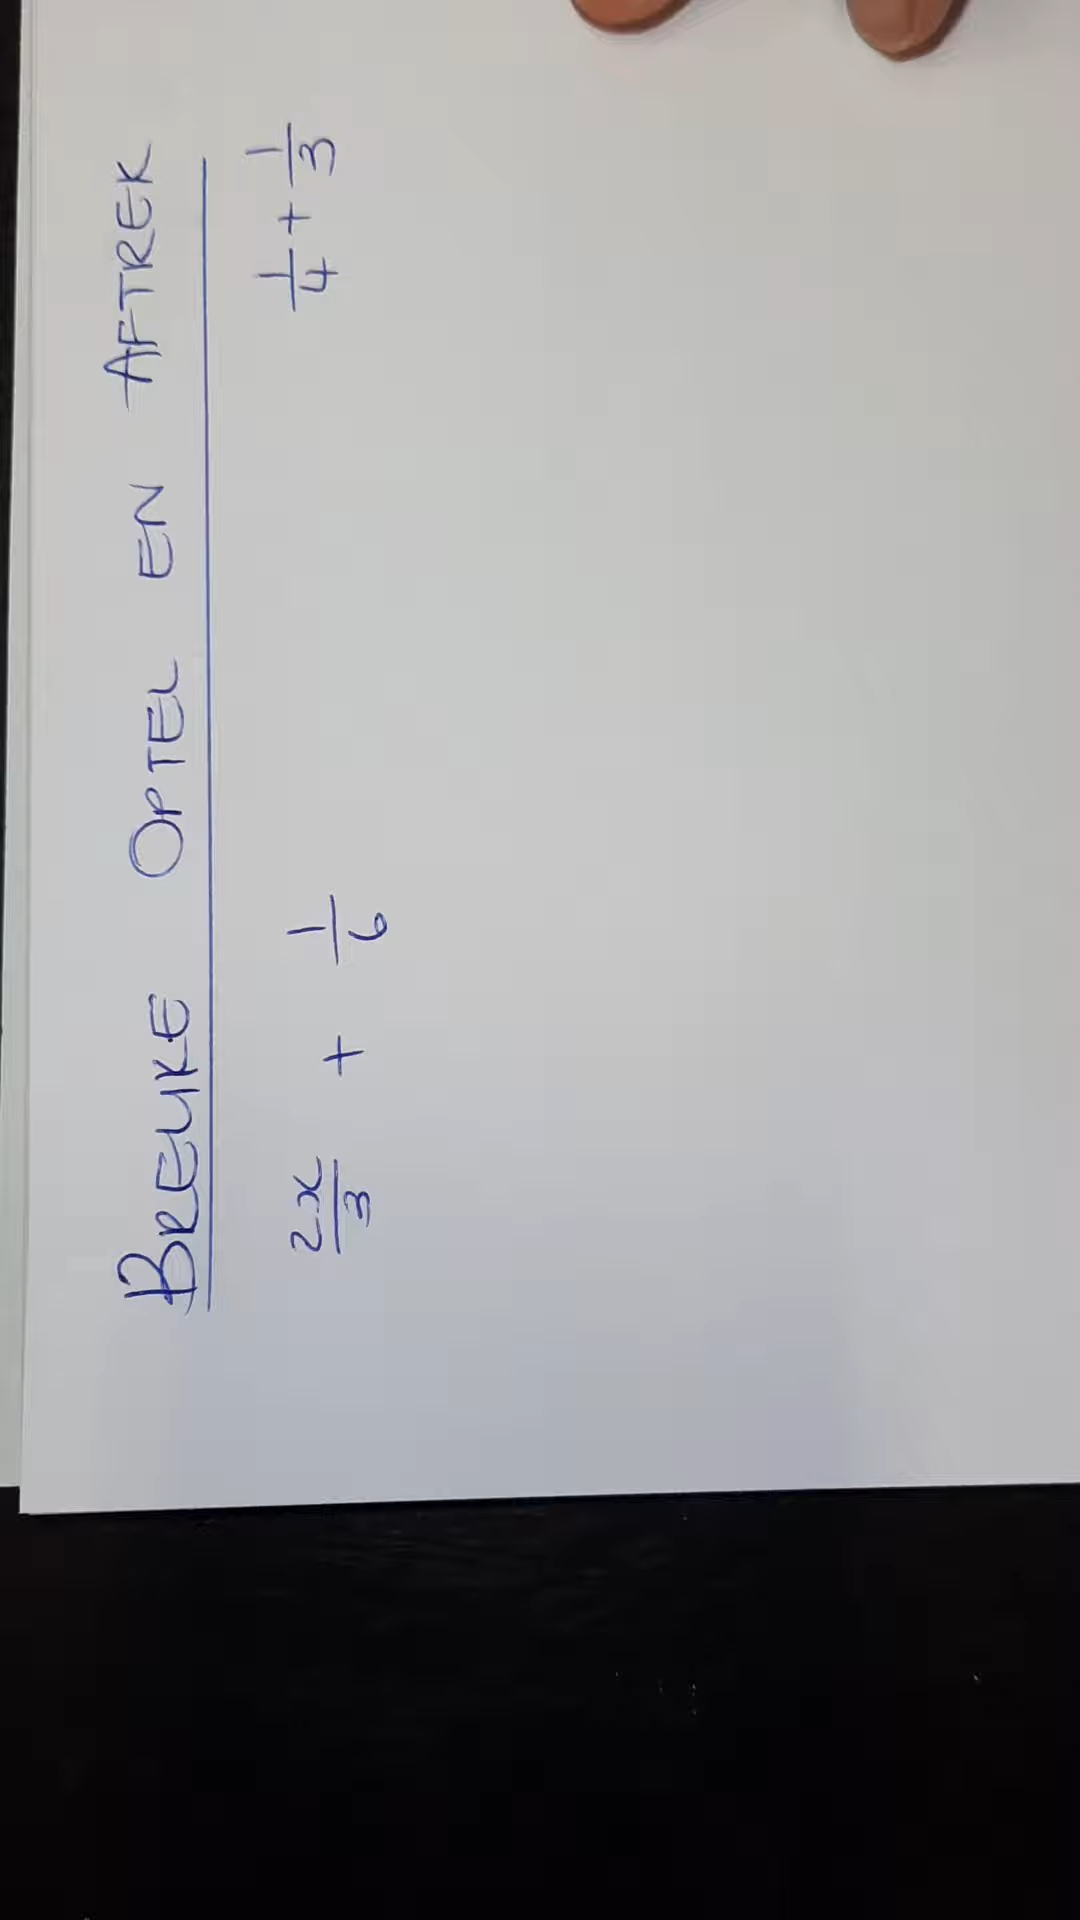 BREUKE OPTEL EN AFTREK
2x/3 + 1/6 1/4 + 1/3